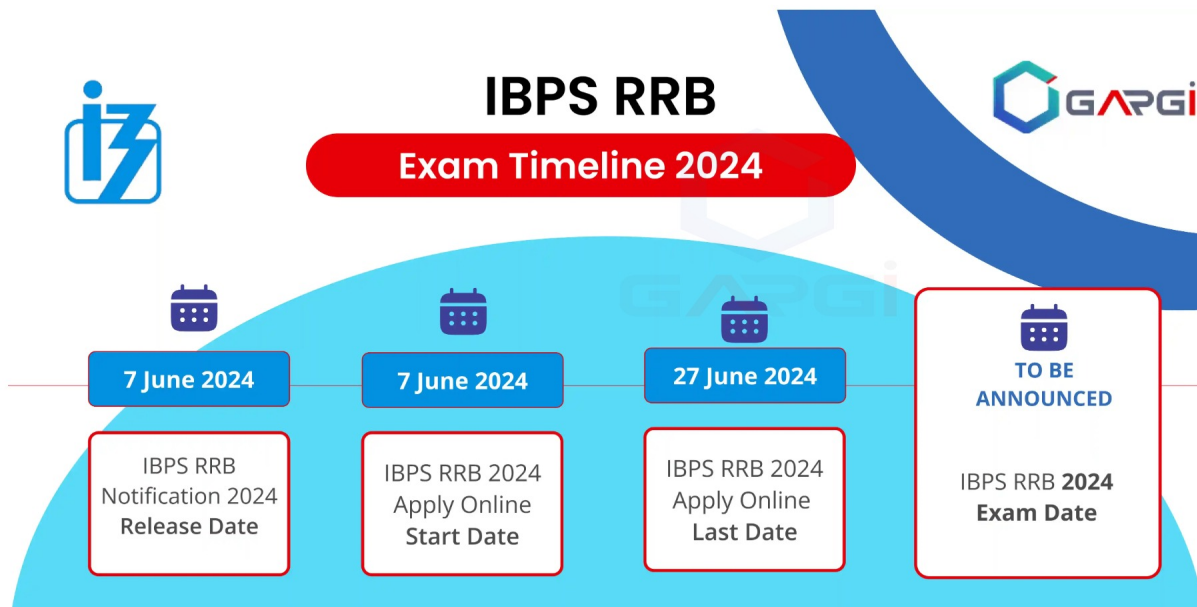 IBPS RRB
Exam Timeline 2024
GARGI
GARGI
7 June 2024
IBPS RRB
Notification 2024
Release Date
7 June 2024
IBPS RRB 2024
Apply Online
Start Date
27 June 2024
IBPS RRB 2024
Apply Online
Last Date
TO BE
ANNOUNCED
IBPS RRB 2024
Exam Date